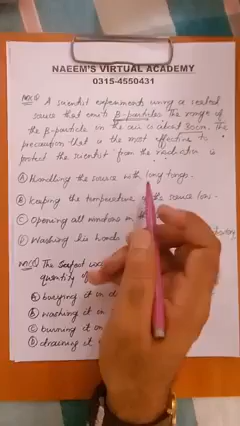 NAEEM'S VIRTUAL ACADEMY
0315-4550431
A scientist experiments using a sealed
source that emits β-particles. The range of
the β-particle in the air is about 30cm. The
precaution that is the most effective to
protect the scientist from the radiation is
Ⓐ Handling the source with long tongs.
Ⓑ Keeping the temperature of the source low.
Ⓒ Opening all windows in
Ⓓ Washing his hands
The Safest
quantity of
Ⓐ burying it in
Ⓑ washing it in
Ⓒ burning it
Ⓓ draining it